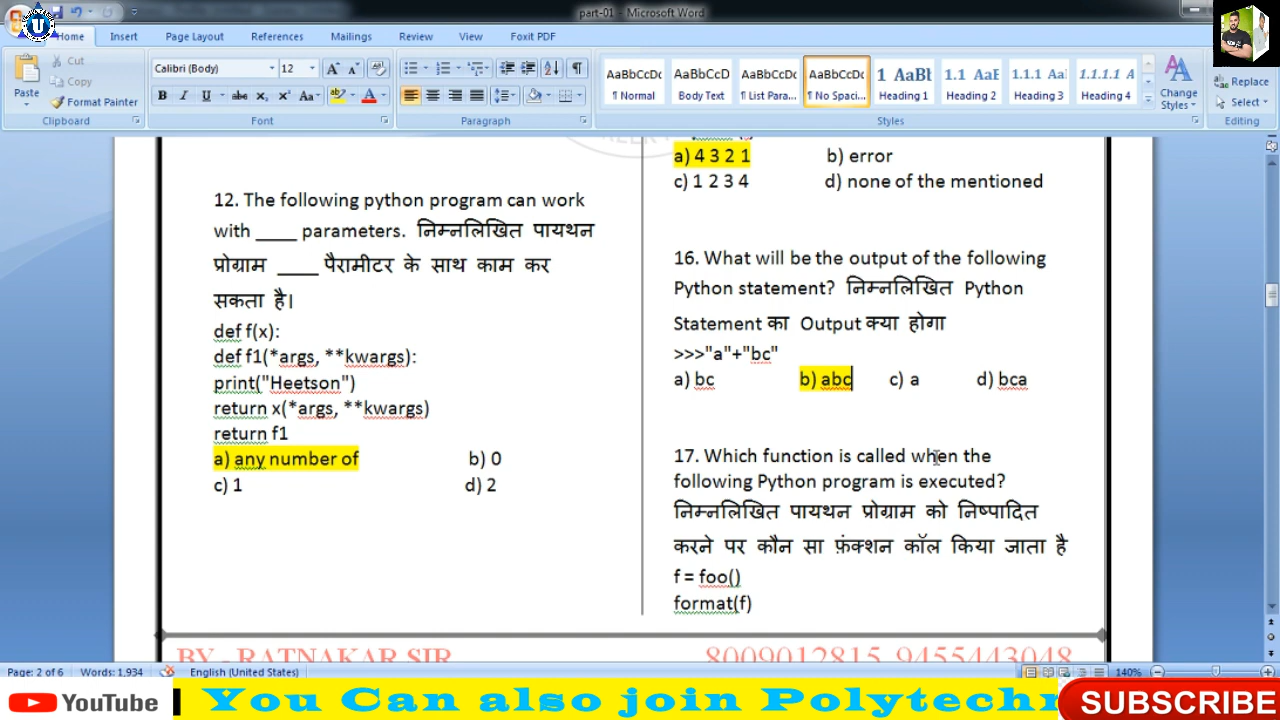 part-01 - Microsoft Word
Home Insert Page Layout References Mailings Review View Foxit PDF
Paste
Cut
Copy
Format Painter
Calibri (Body) 12
AaBbCcDc AaBbCcD AaBbCcDc AaBbCcDc 1 AaBb 1.1 AaB 1.1.1 AaB 1.1.1.1 A
¶ Normal Body Text ¶ List Para... ¶ No Spaci... Heading 1 Heading 2 Heading 3 Heading 4
Change
Styles
Replace
Select
Clipboard Font Paragraph Styles Editing
12. The following python program can work
with ____ parameters. निम्नलिखित पायथन
प्रोग्राम ____ पैरामीटर के साथ काम कर
सकता है।
def f(x):
def f1(*args, **kwargs):
print("Heetson")
return x(*args, **kwargs)
return f1
a) any number of b) 0
c) 1 d) 2
a) 4 3 2 1 b) error
c) 1 2 3 4 d) none of the mentioned
16. What will be the output of the following
Python statement? निम्नलिखित Python
Statement का Output क्या होगा
>>>"a"+"bc"
a) bc b) abc c) a d) bca
17. Which function is called when the
following Python program is executed?
निम्नलिखित पायथन प्रोग्राम को निष्पादित
करने पर कौन सा फ़ंक्शन कॉल किया जाता है
f = foo()
format(f)
BY - RATNAKAR SIR 8009012815, 9455443048
Page: 2 of 6 Words: 1,934 English (United States) 140%
YouTube You Can also join Polytechn SUBSCRIBE